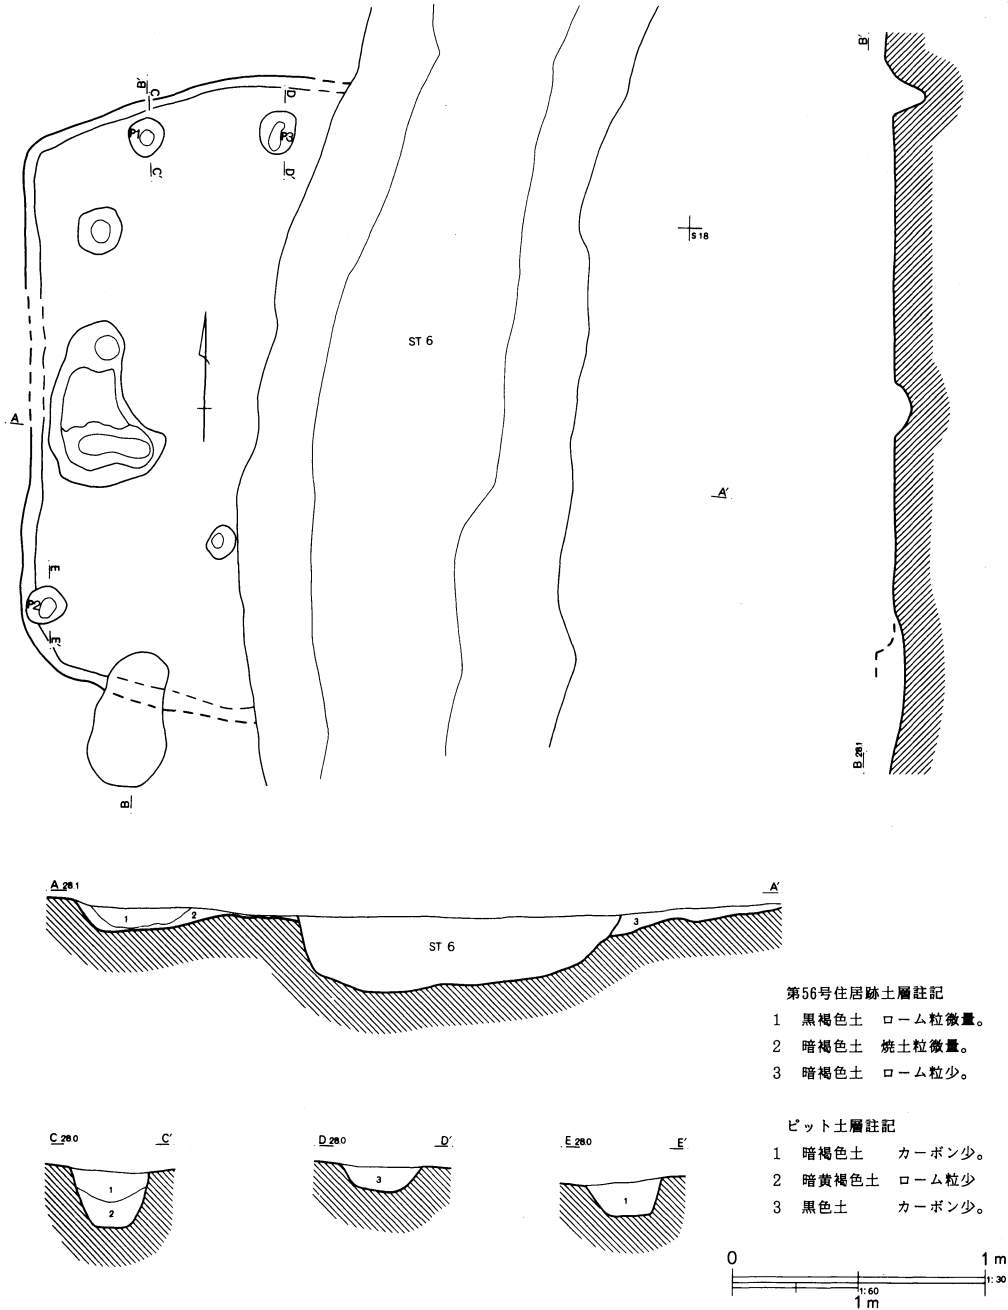 B'
B'
C
D
P1
P3
C'
D'
S18
ST 6
A
A'
E
P2
E'
B 28.1
B
A 28.1
A'
1
2
3
ST 6
第56号住居跡土層註記
1 黒褐色土 ローム粒微量。
2 暗褐色土 焼土粒微量。
3 暗褐色土 ローム粒少。
C 28.0
C'
D 28.0
D'
E 28.0
E'
1
2
3
1
ピット土層註記
1 暗褐色土 カーボン少。
2 暗黄褐色土 ローム粒少
3 黒色土 カーボン少。
0
1 m
1:30
1:60
1 m